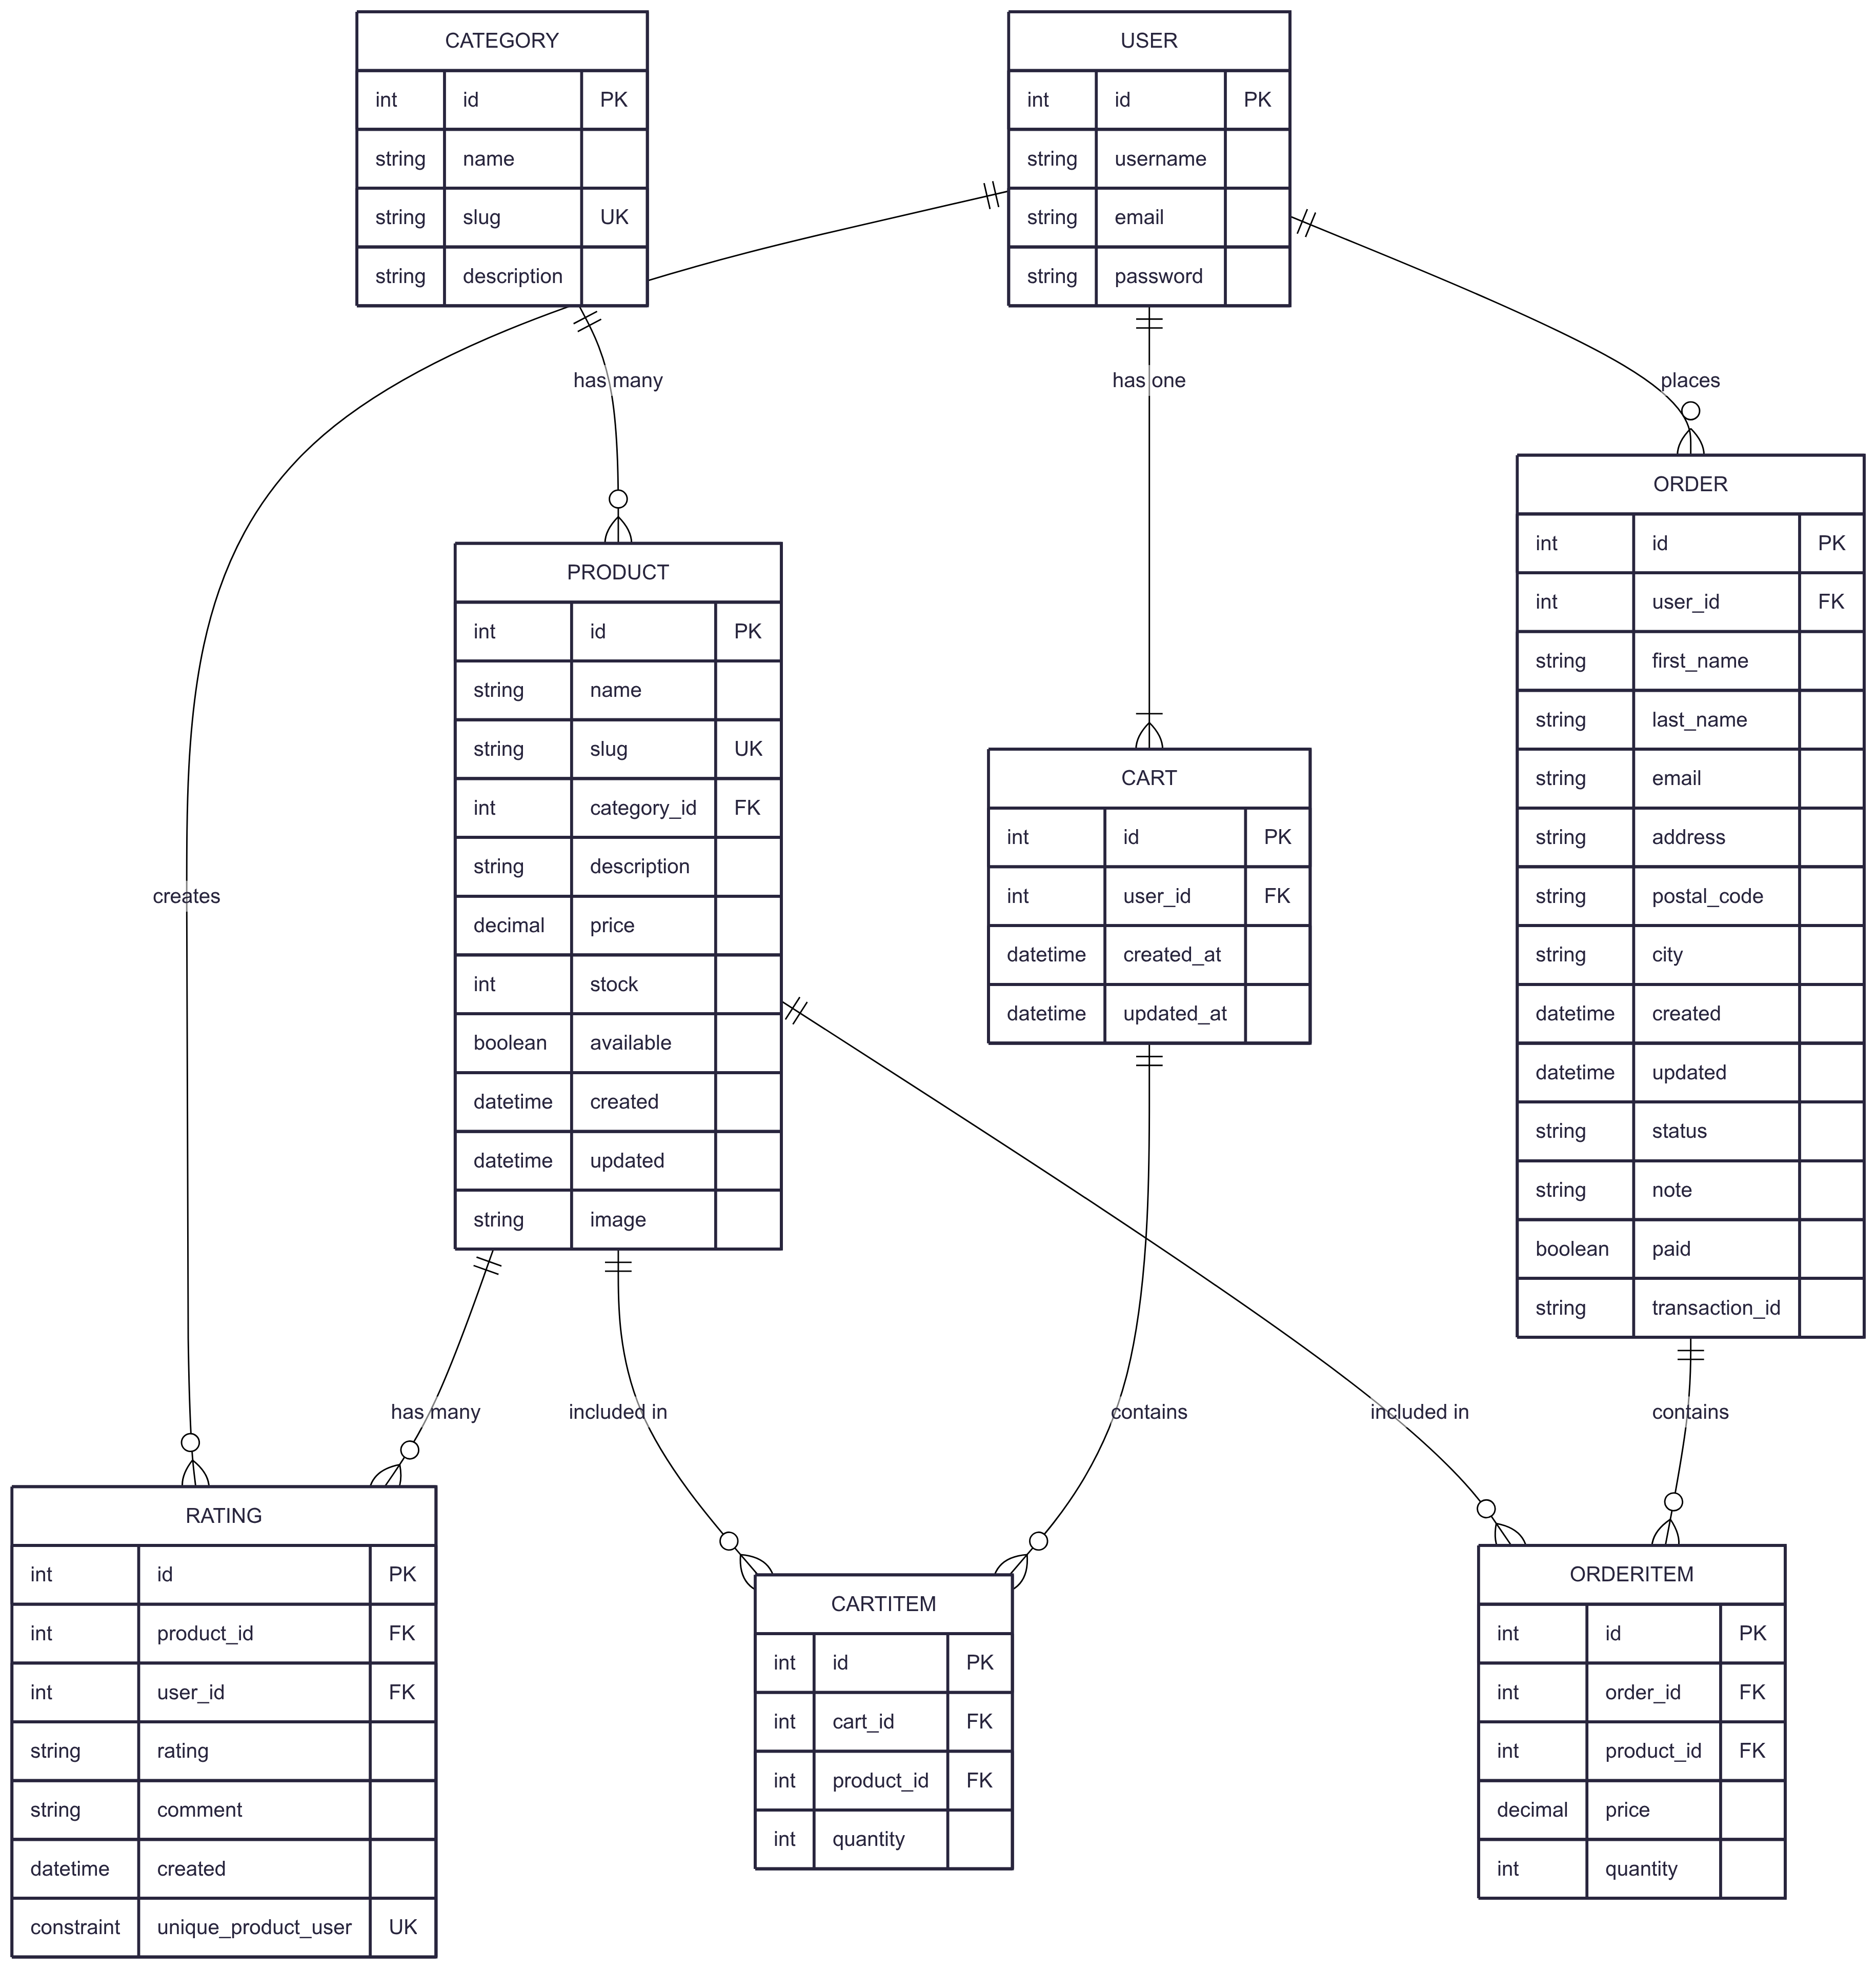 CATEGORY
int id PK
string name
string slug UK
string description
USER
int id PK
string username
string email
string password
has many
has one
places
ORDER
int id PK
int user_id FK
string first_name
string last_name
string email
string address
string postal_code
string city
datetime created
datetime updated
string status
string note
boolean paid
string transaction_id
PRODUCT
int id PK
string name
string slug UK
int category_id FK
string description
decimal price
int stock
boolean available
datetime created
datetime updated
string image
CART
int id PK
int user_id FK
datetime created_at
datetime updated_at
creates
has many
included in
contains
included in
contains
RATING
int id PK
int product_id FK
int user_id FK
string rating
string comment
datetime created
constraint unique_product_user UK
CARTITEM
int id PK
int cart_id FK
int product_id FK
int quantity
ORDERITEM
int id PK
int order_id FK
int product_id FK
decimal price
int quantity